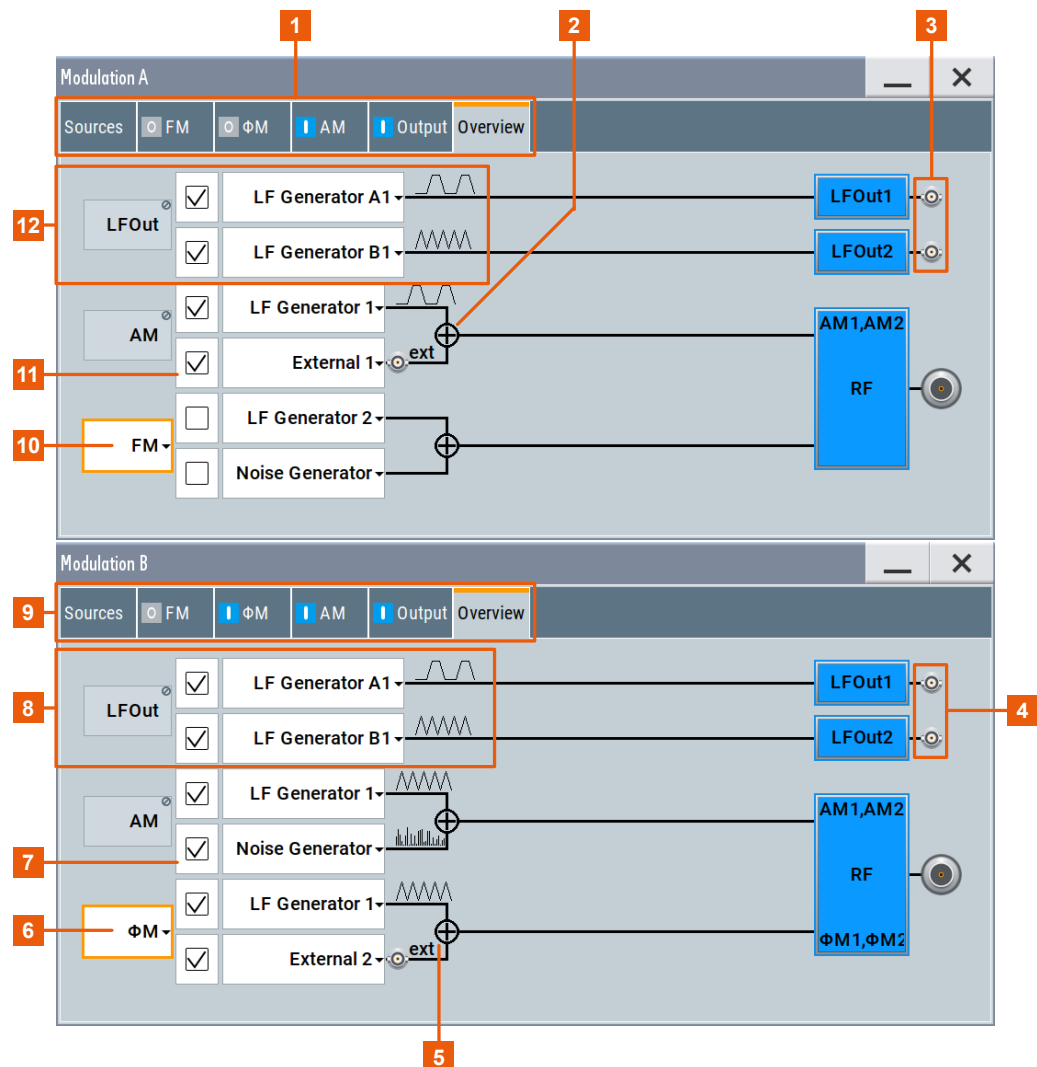 1 2 3
Modulation A
Sources O FM O ΦM I AM I Output Overview
12
LFOut
LF Generator A1
LFOut1
LF Generator B1
LFOut2
AM
LF Generator 1
AM1,AM2
11
External 1
ext
RF
10
FM
LF Generator 2
Noise Generator
Modulation B
9
Sources O FM I ΦM I AM I Output Overview
8
LFOut
LF Generator A1
LFOut1
4
LF Generator B1
LFOut2
AM
LF Generator 1
AM1,AM2
7
Noise Generator
RF
6
ΦM
LF Generator 1
External 2
ext
ΦM1,ΦM2
5